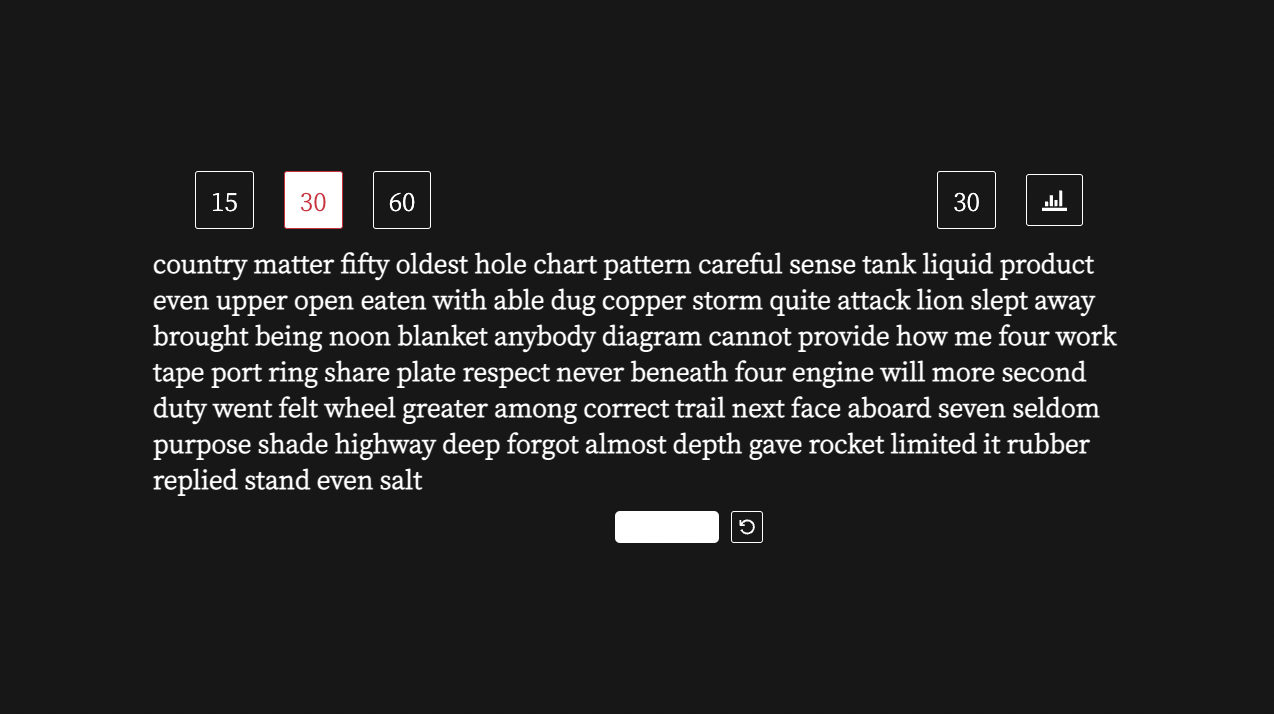 15 30 60 30
country matter fifty oldest hole chart pattern careful sense tank liquid product
even upper open eaten with able dug copper storm quite attack lion slept away
brought being noon blanket anybody diagram cannot provide how me four work
tape port ring share plate respect never beneath four engine will more second
duty went felt wheel greater among correct trail next face aboard seven seldom
purpose shade highway deep forgot almost depth gave rocket limited it rubber
replied stand even salt